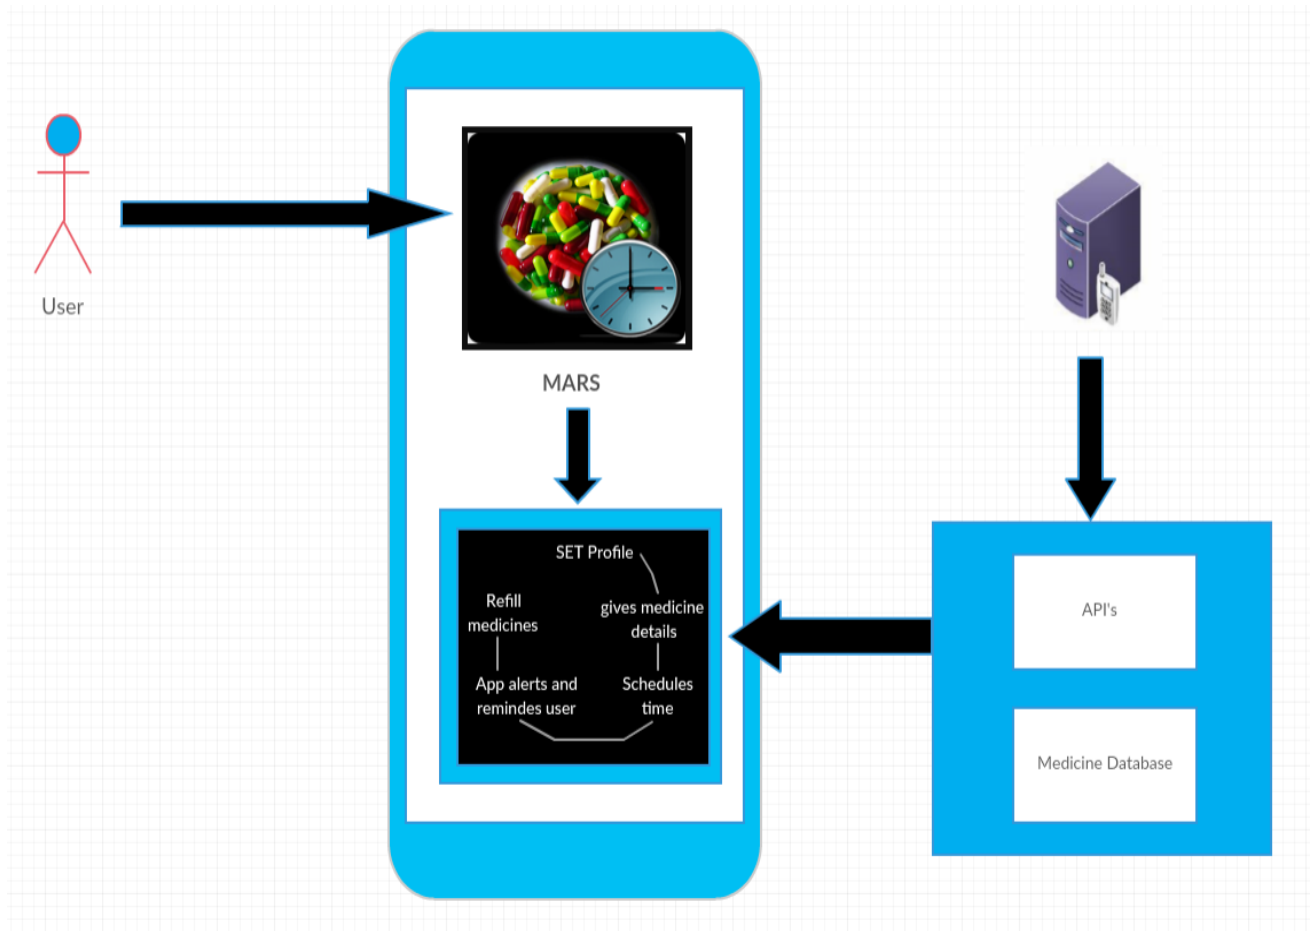 User
MARS
SET Profile
gives medicine
details
Schedules
time
App alerts and
remindes user
Refill
medicines
API's
Medicine Database